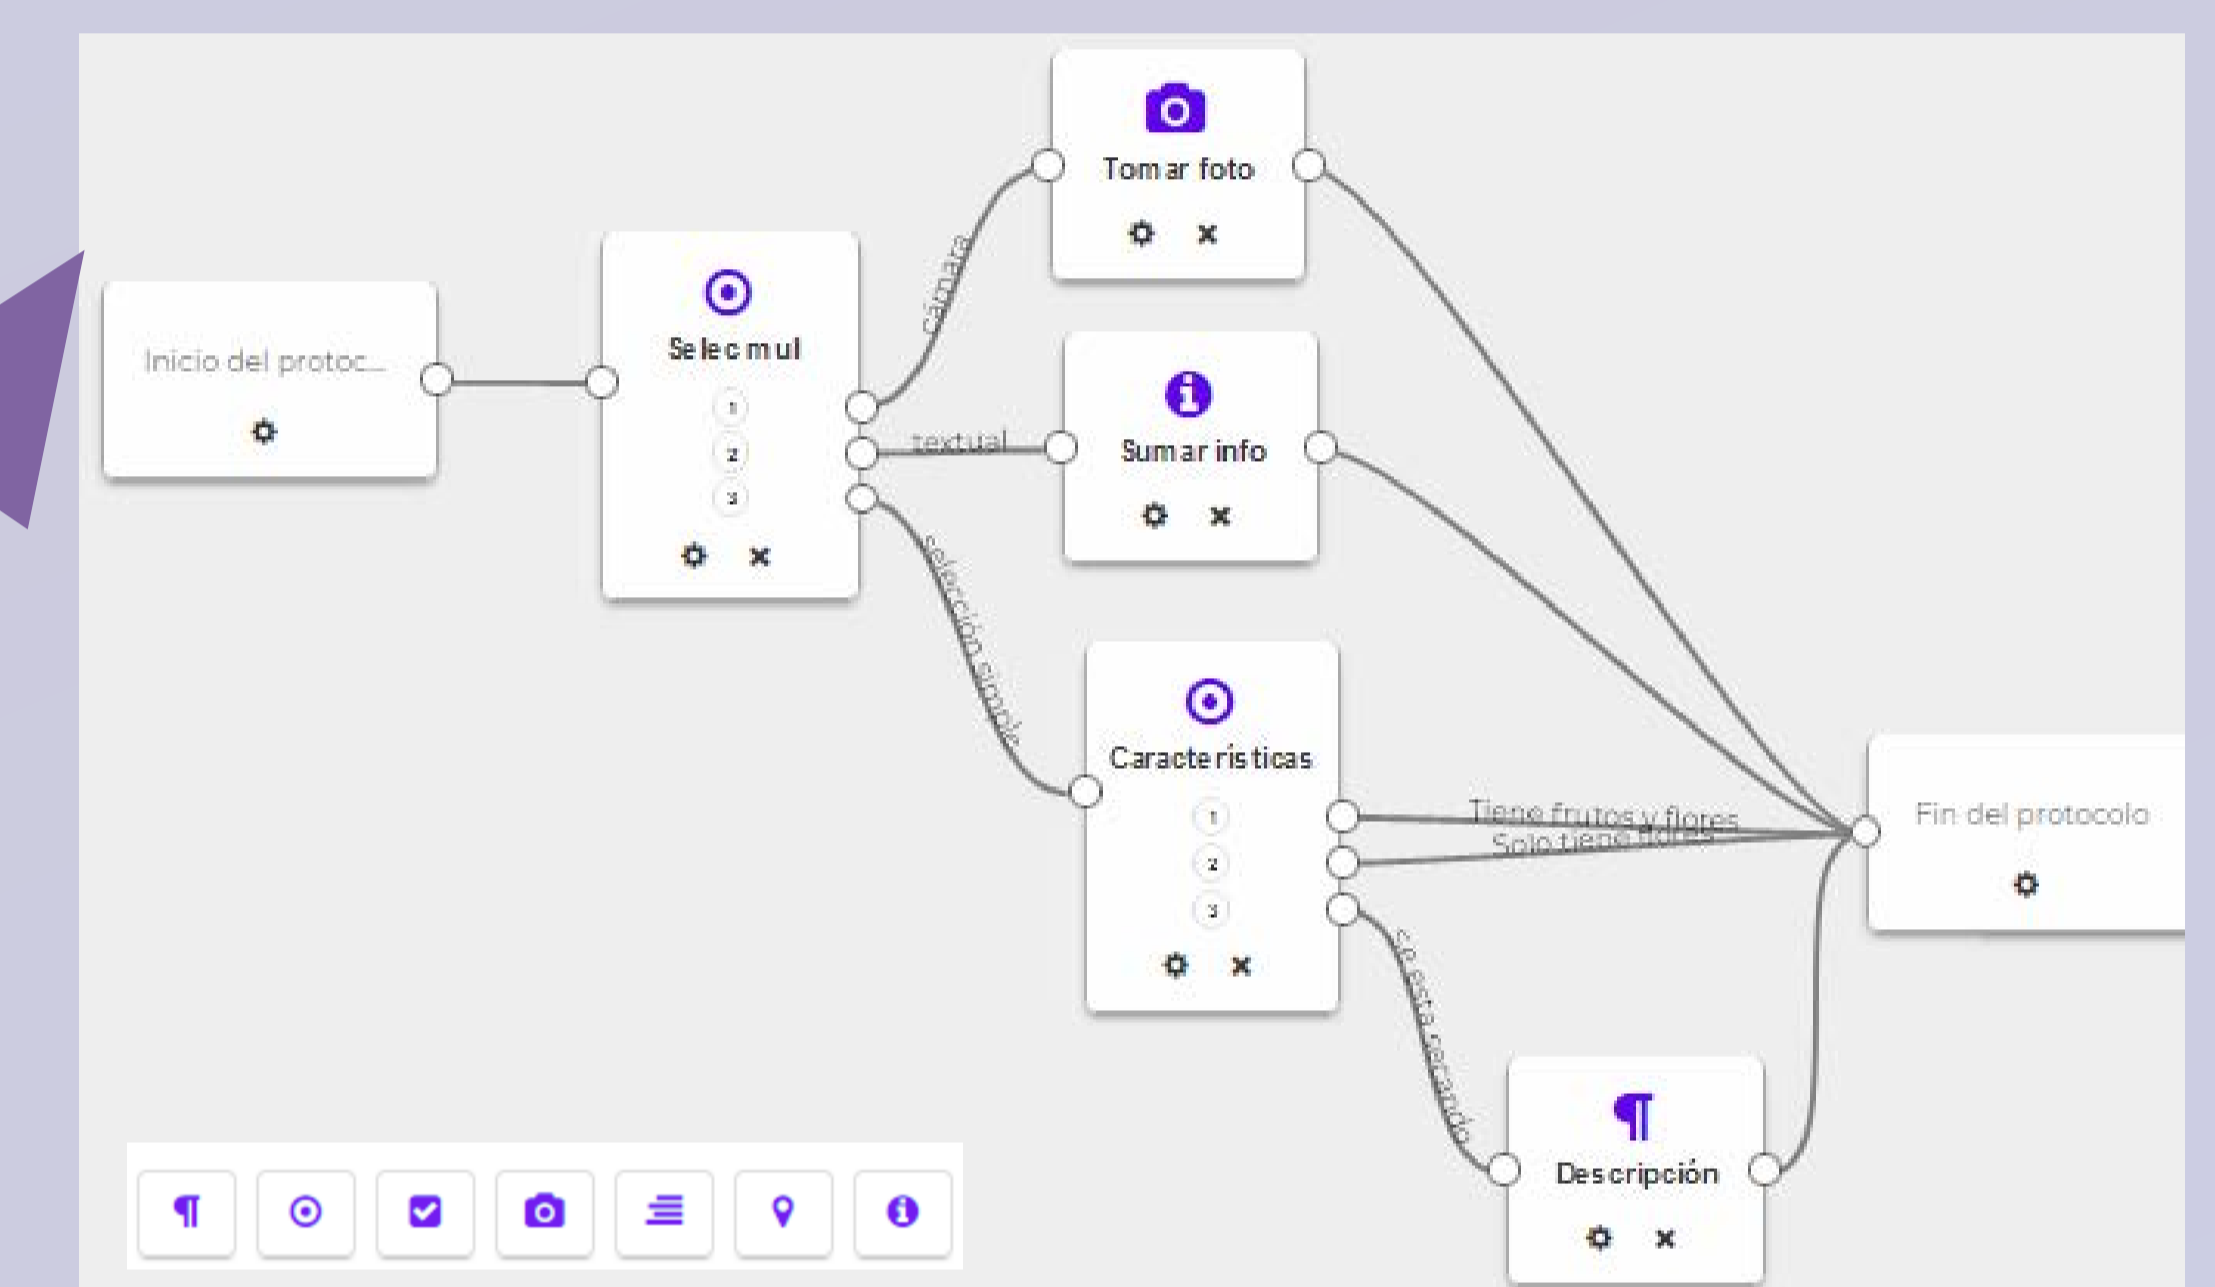 Inicio del protoc...
Selec mul
1
2
3
cámara
textual
selección simple
Tomar foto
Sumar info
Características
1
2
3
Tiene frutos y flores
Solo tiene flores
se esta secando
Descripción
Fin del protocolo